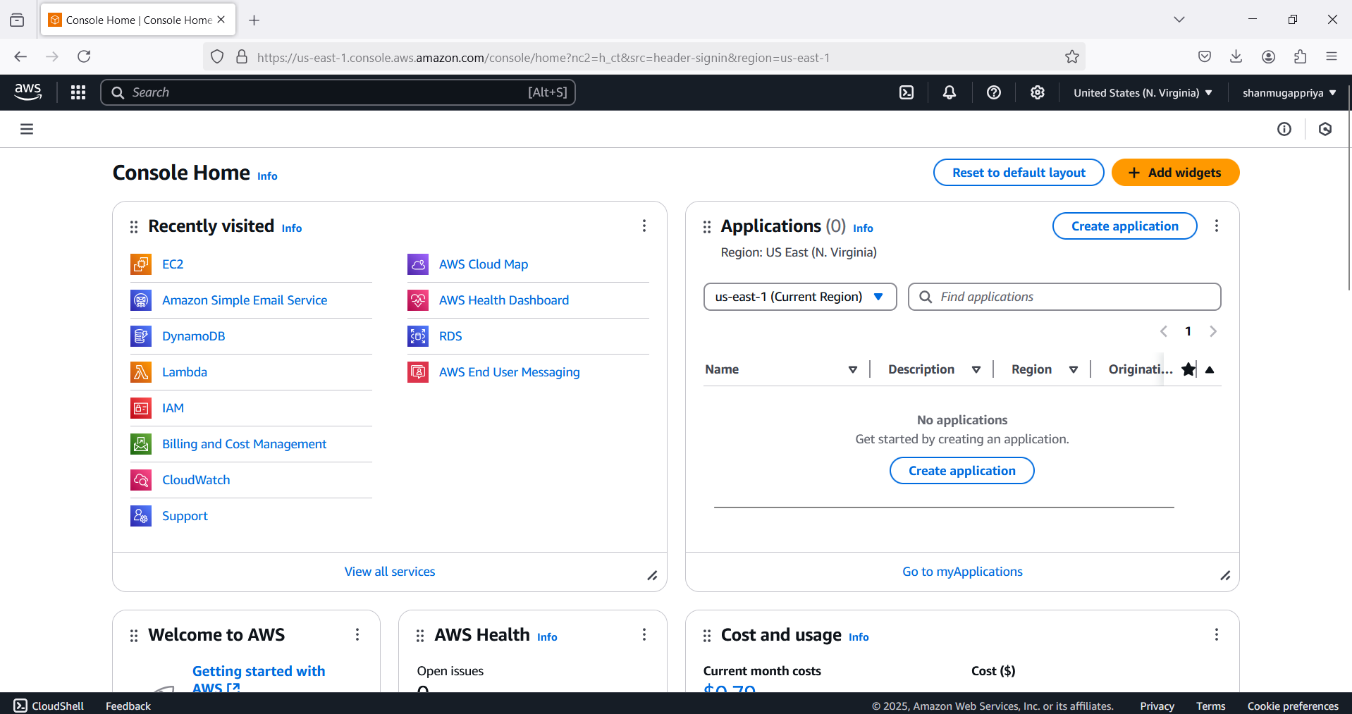 Console Home | Console Home
https://us-east-1.console.aws.amazon.com/console/home?nc2=h_ct&src=header-signin&region=us-east-1
aws
Search
[Alt+S]
United States (N. Virginia)
shanmugappriya
Console Home Info
Reset to default layout
+ Add widgets
Recently visited Info
EC2
Amazon Simple Email Service
DynamoDB
Lambda
IAM
Billing and Cost Management
CloudWatch
Support
AWS Cloud Map
AWS Health Dashboard
RDS
AWS End User Messaging
View all services
Applications (0) Info
Create application
Region: US East (N. Virginia)
us-east-1 (Current Region)
Find applications
1
Name
Description
Region
Originati...
No applications
Get started by creating an application.
Create application
Go to myApplications
Welcome to AWS
Getting started with
AWS
AWS Health Info
Open issues
0
Cost and usage Info
Current month costs
$0.79
Cost ($)
CloudShell
Feedback
© 2025, Amazon Web Services, Inc. or its affiliates.
Privacy
Terms
Cookie preferences